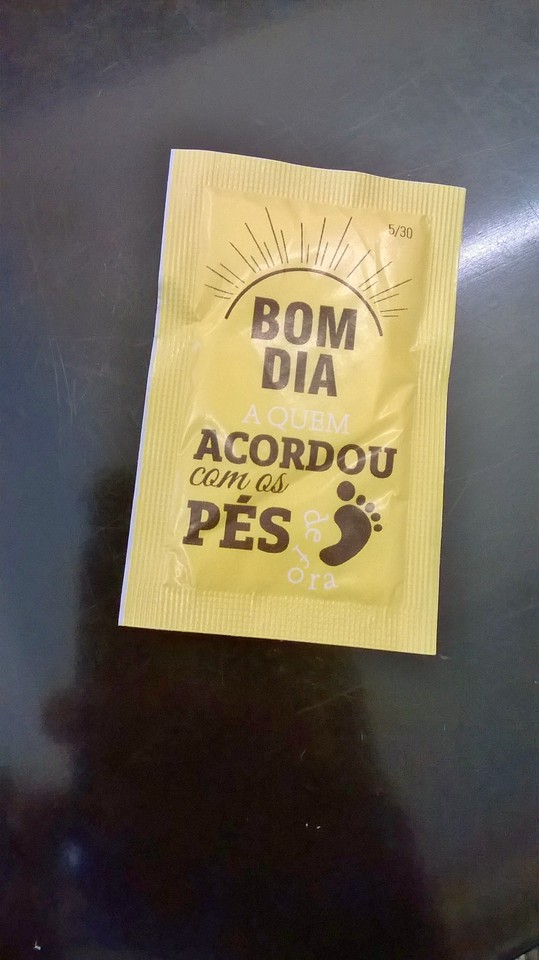 5/30
BOM
DIA
A QUEM
ACORDOU
com os
PÉS
de fora